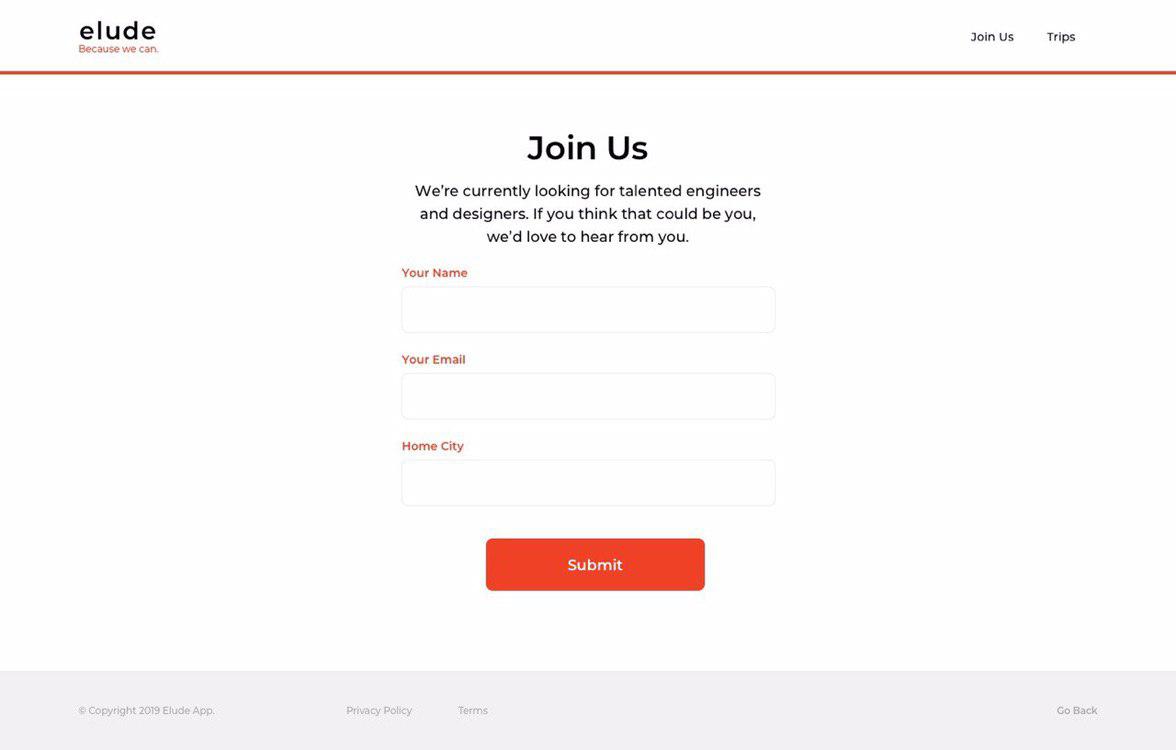 elude
Because we can.
Join Us
Trips
Join Us
We’re currently looking for talented engineers
and designers. If you think that could be you,
we’d love to hear from you.
Your Name
Your Email
Home City
Submit
© Copyright 2019 Elude App.
Privacy Policy
Terms
Go Back